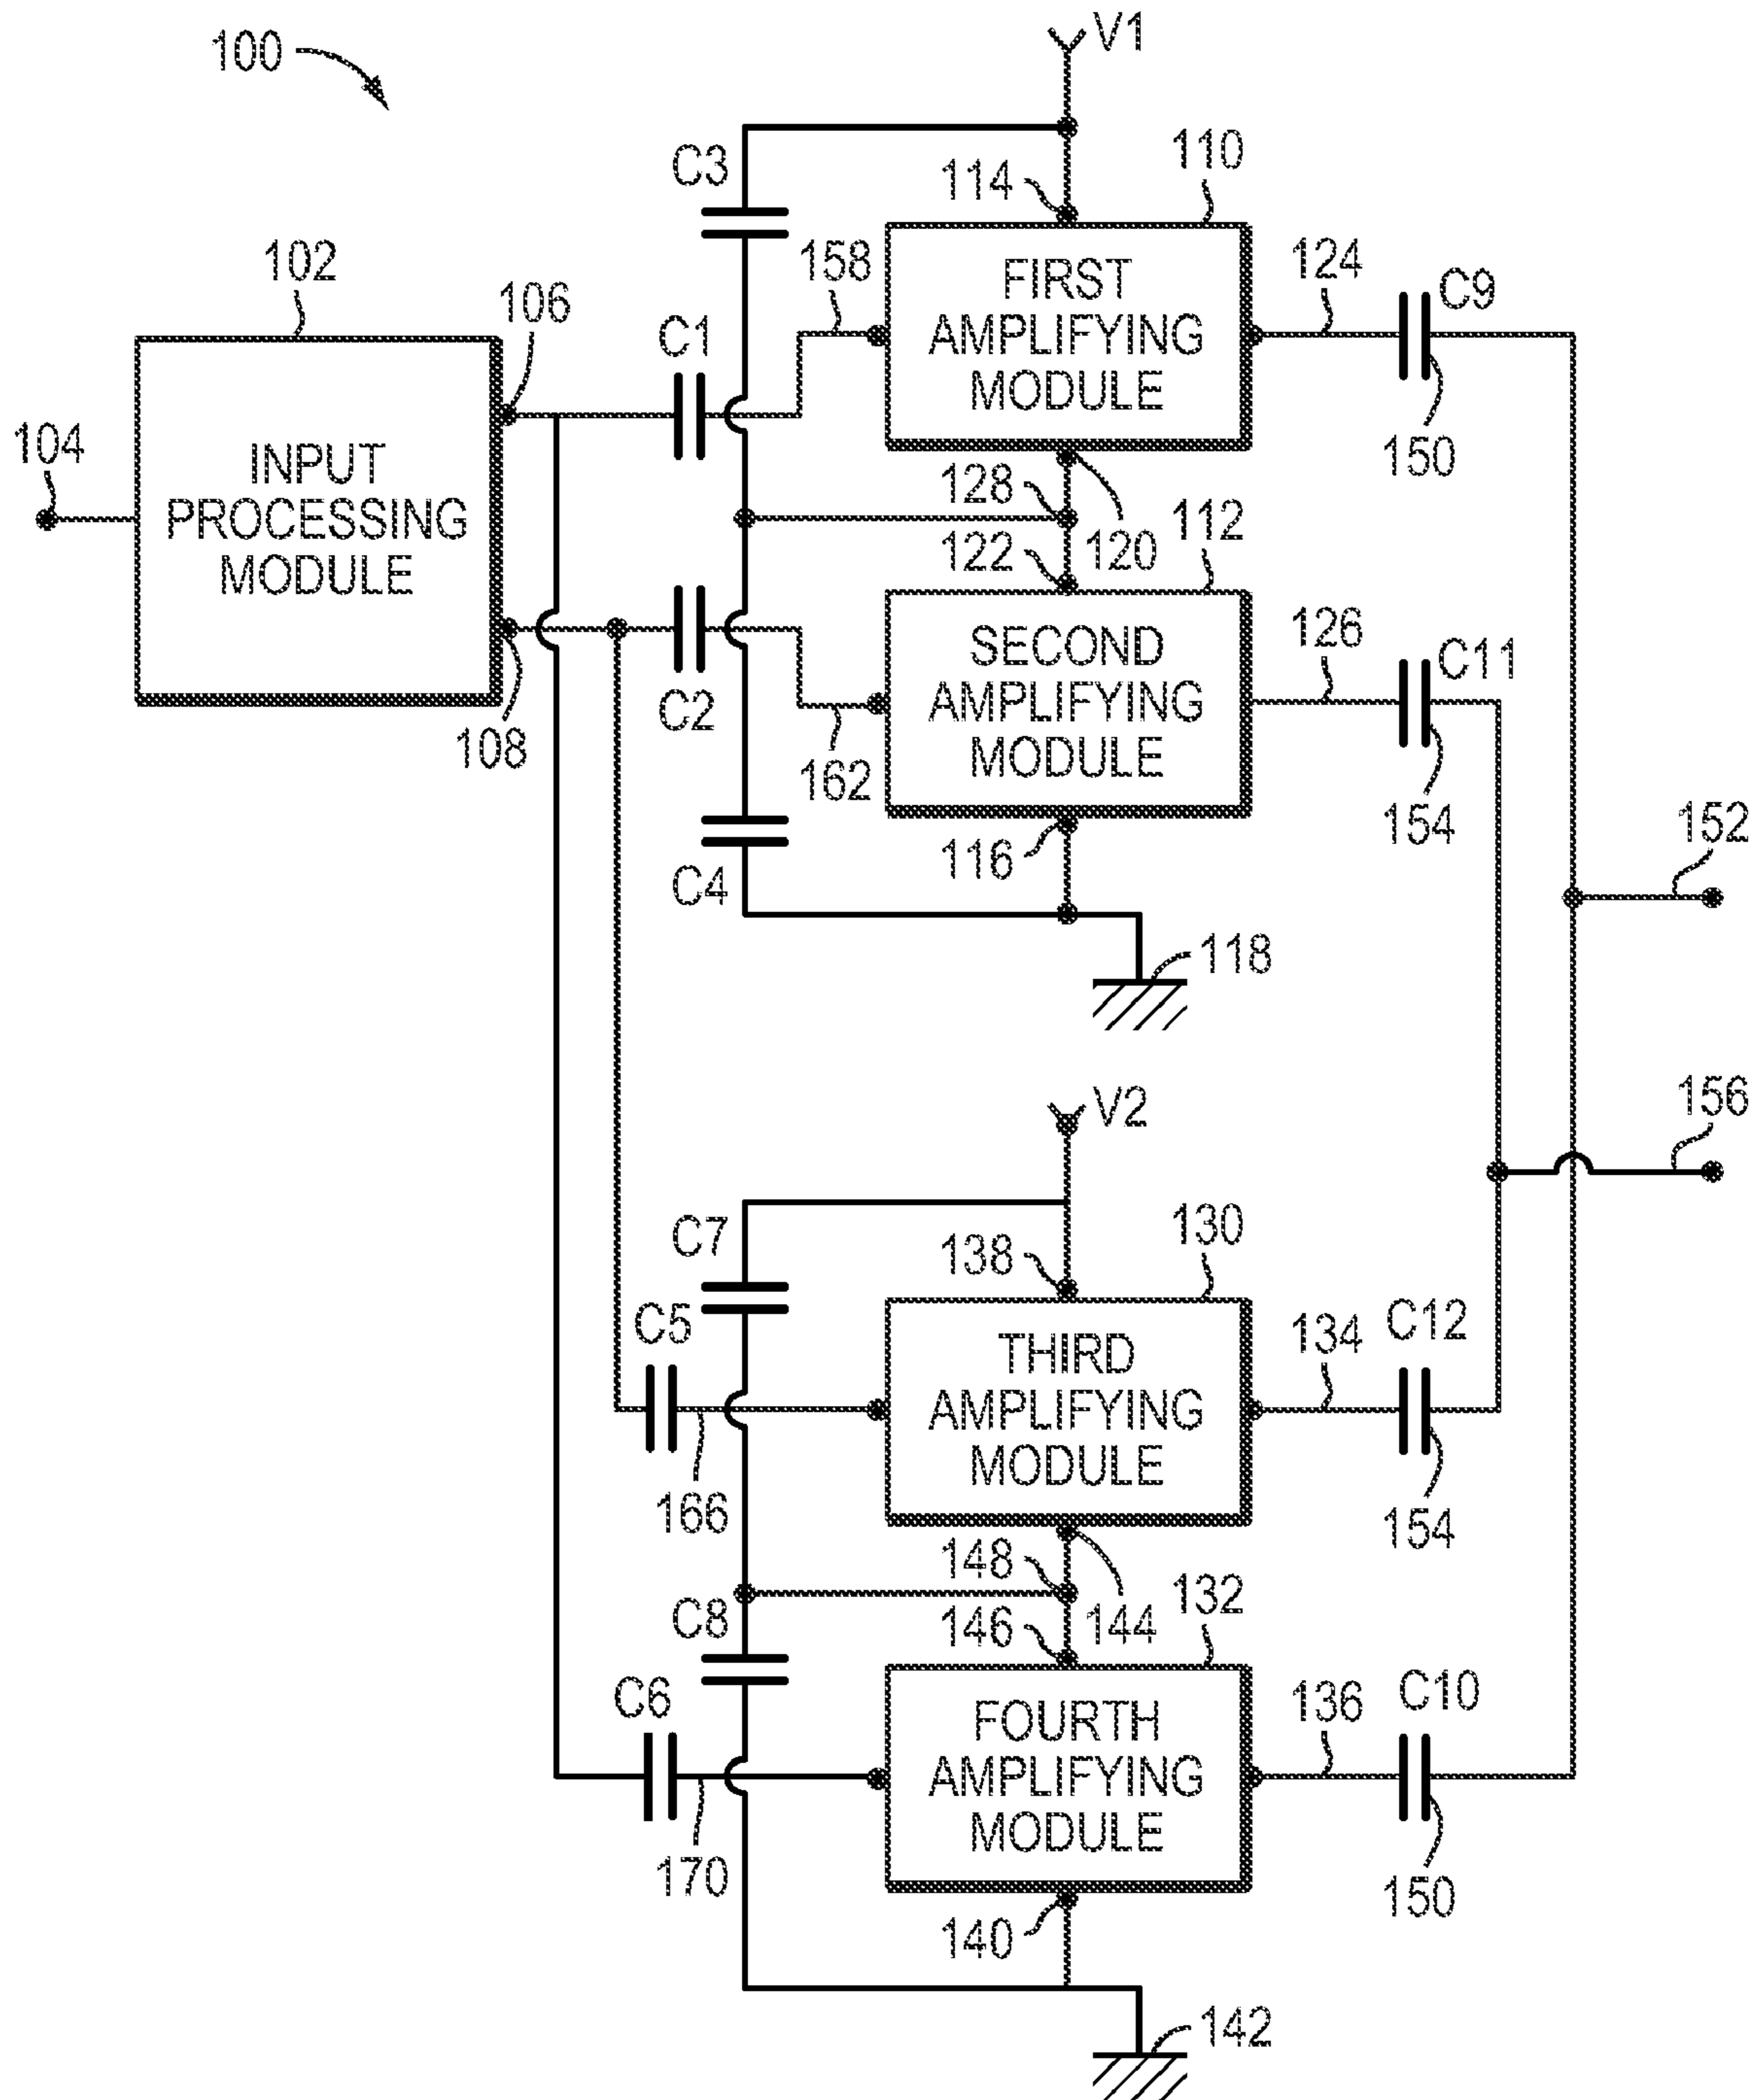 100
V1
C3
114
110
102
106
158
FIRST
AMPLIFYING
MODULE
124
C9
C1
104
INPUT
PROCESSING
MODULE
150
128
120
112
122
108
C2
162
SECOND
AMPLIFYING
MODULE
126
C11
154
116
C4
152
118
V2
156
C7
138
130
C5
THIRD
AMPLIFYING
MODULE
134
C12
166
154
148
144
132
C8
146
C6
FOURTH
AMPLIFYING
MODULE
136
C10
170
150
140
142